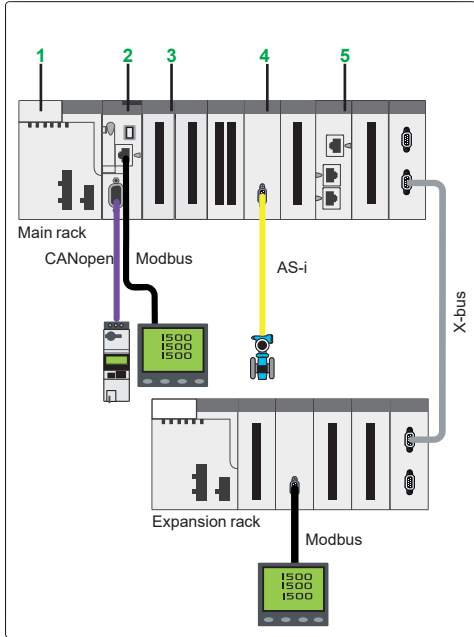 1 2 3 4 5
Main rack
CANopen Modbus
AS-i
X-bus
1500
1500
1500
Expansion rack
Modbus
1500
1500
1500